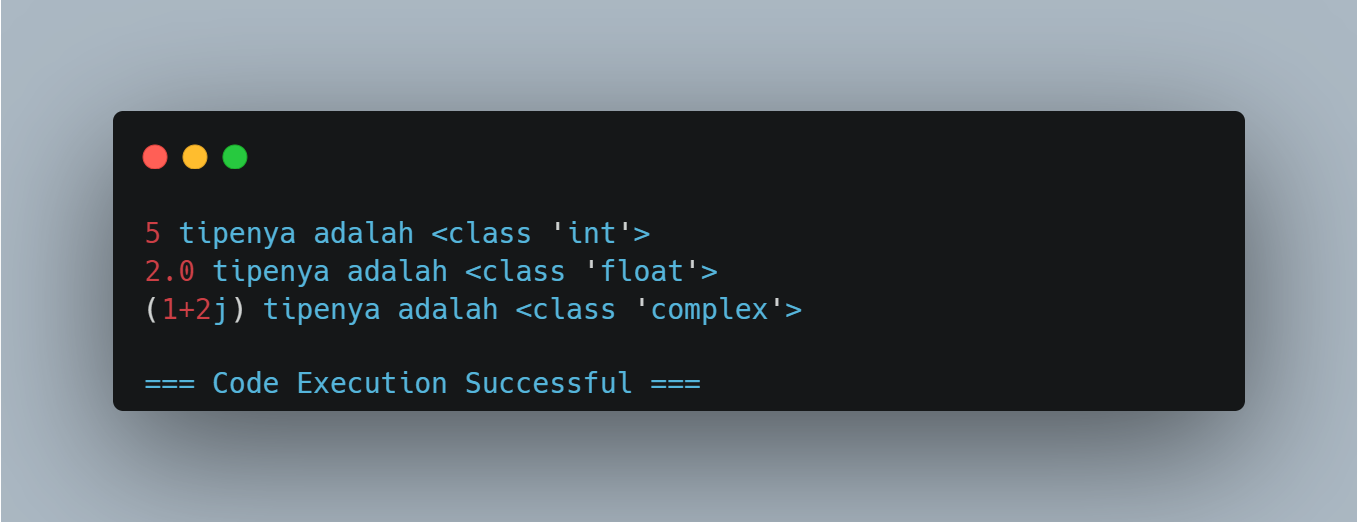 5 tipenya adalah <class 'int'>
2.0 tipenya adalah <class 'float'>
(1+2j) tipenya adalah <class 'complex'>
=== Code Execution Successful ===